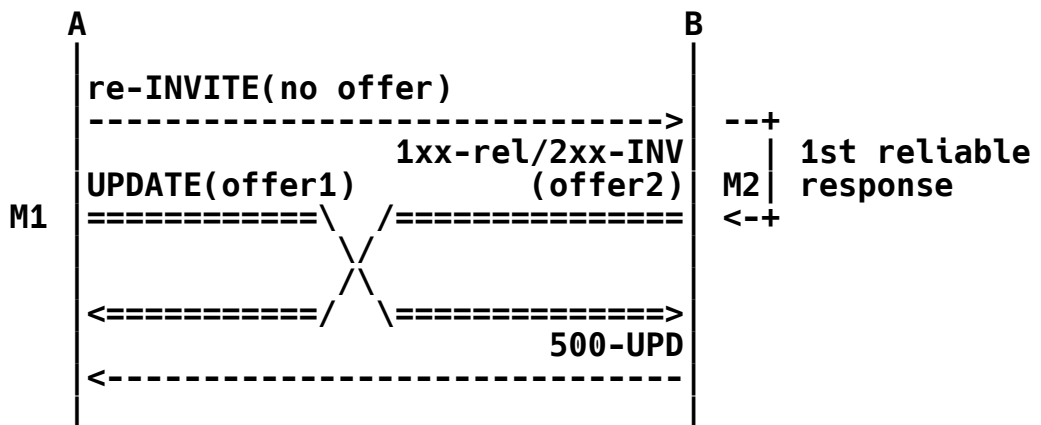 A B
re-INVITE(no offer)
------------------------------> --+
1xx-rel/2xx-INV | 1st reliable
UPDATE(offer1) (offer2) M2| response
M1 ============\ /=============== <-+
\/
/\
<===========/ \==============>
500-UPD
<-------------------------------